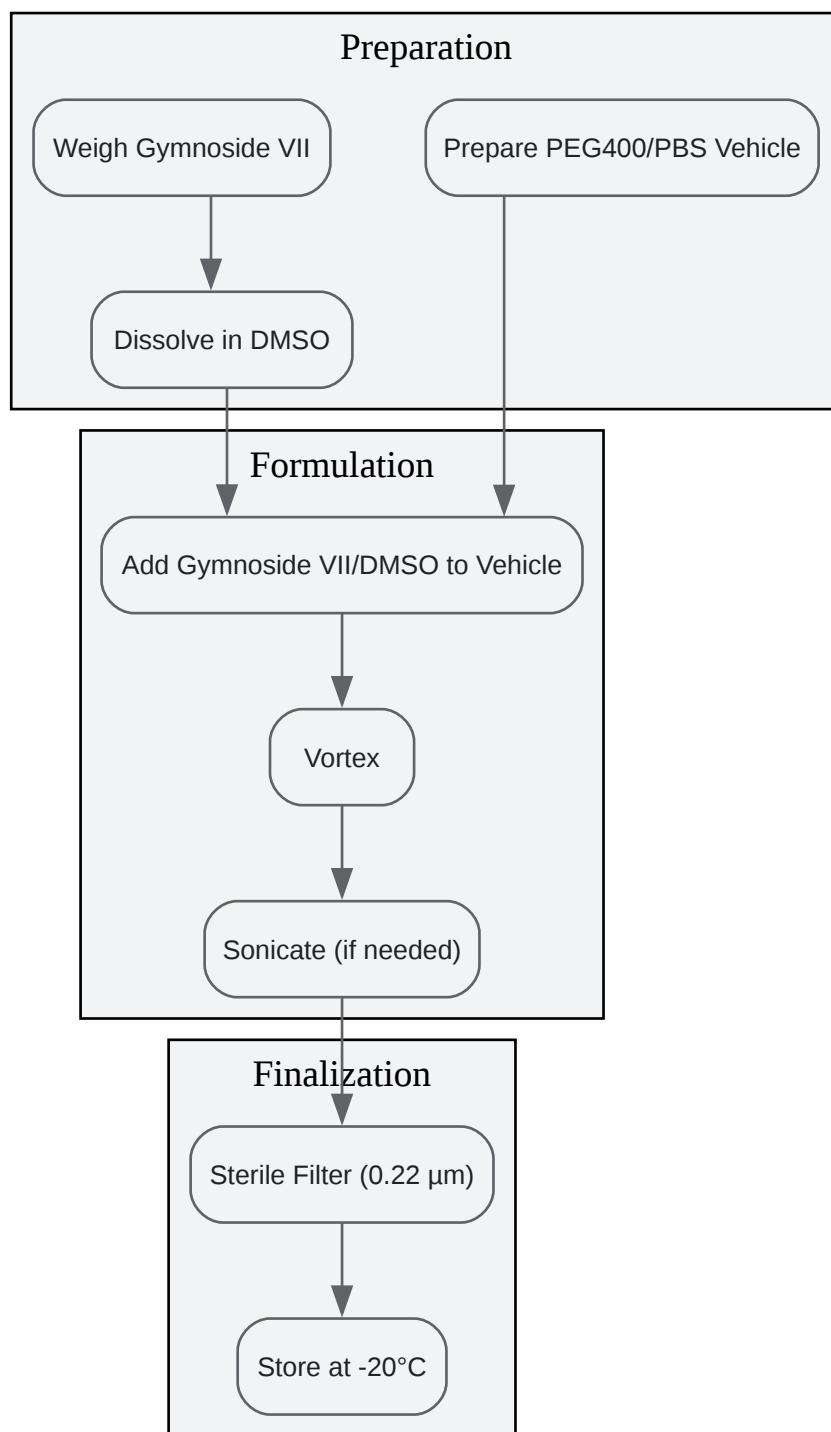 Preparation
Weigh Gymnoside VII
Prepare PEG400/PBS Vehicle
Dissolve in DMSO
Formulation
Add Gymnoside VII/DMSO to Vehicle
Vortex
Sonicate (if needed)
Finalization
Sterile Filter (0.22 µm)
Store at -20°C